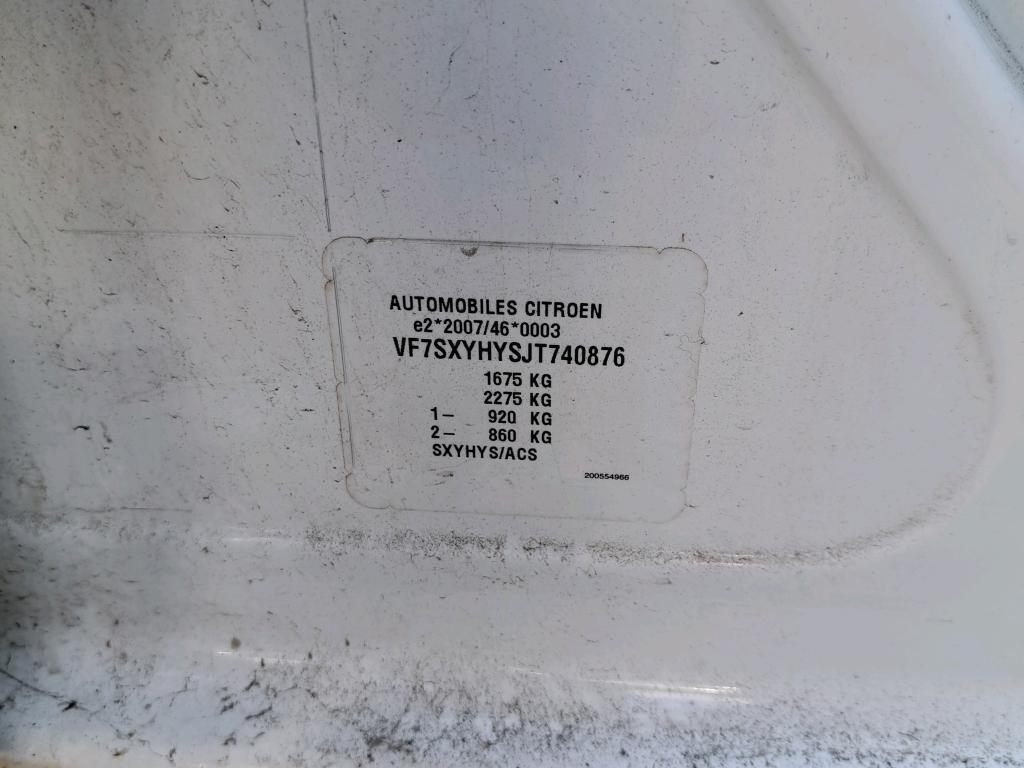 AUTOMOBILES CITROEN
e2*2007/46*0003
VF7SXYHYSJT740876
1675 KG
2275 KG
1– 920 KG
2– 860 KG
SXYHYS/ACS
200554966